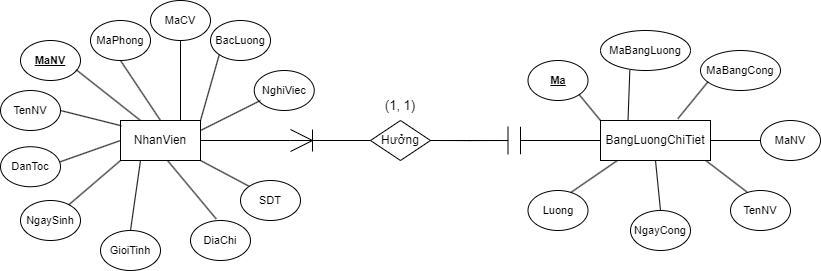 MaCV
MaPhong
BacLuong
MaNV
NghiViec
TenNV
NhanVien
DanToc
SDT
NgaySinh
DiaChi
GioiTinh
(1, 1)
Hưởng
MaBangLuong
Ma
MaBangCong
BangLuongChiTiet
MaNV
Luong
TenNV
NgayCong